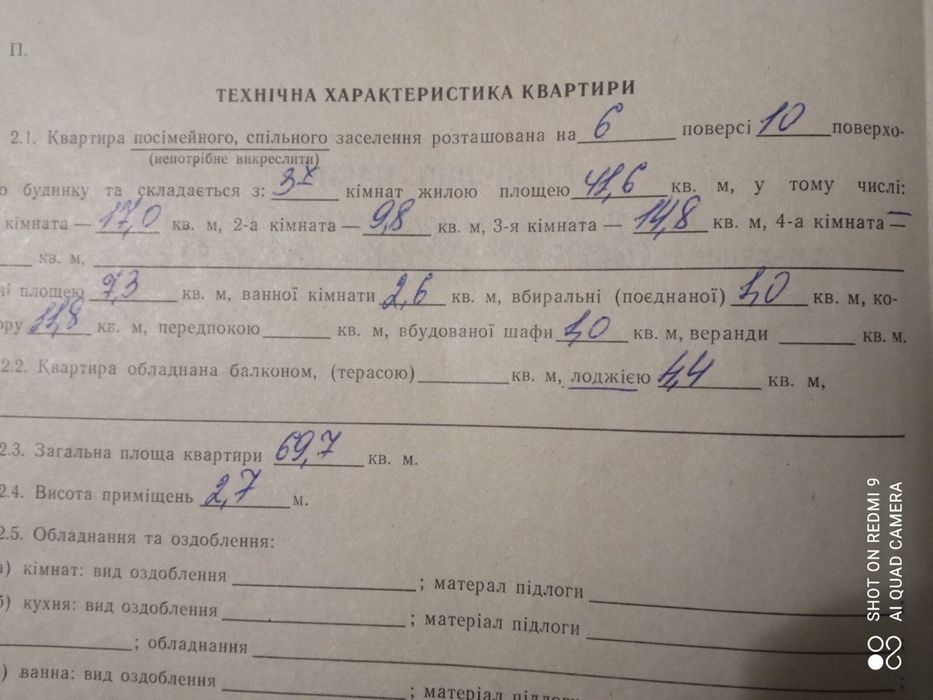 П.
ТЕХНІЧНА ХАРАКТЕРИСТИКА КВАРТИРИ
2.1. Квартира посімейного, спільного заселення розташована на 6 поверсі 10 поверхо-
(непотрібне викреслити)
о будинку та складається з: 3х кімнат жилою площею 41,6 кв. м, у тому числі:
кімната — 17,0 кв. м, 2-а кімната — 9,8 кв. м, 3-я кімната — 14,8 кв. м, 4-а кімната —
кв. м,
ні площею 7,3 кв. м, ванної кімнати 2,6 кв. м, вбиральні (поєднаної) 1,0 кв. м, ко-
ору 11,8 кв. м, передпокою кв. м, вбудованої шафи 1,0 кв. м, веранди кв. м.
2.2. Квартира обладнана балконом, (терасою) кв. м, лоджією 4,4 кв. м,
2.3. Загальна площа квартири 69,7 кв. м.
2.4. Висота приміщень 2,7 м.
2.5. Обладнання та оздоблення:
а) кімнат: вид оздоблення ; матерал підлоги
б) кухня: вид оздоблення ; матеріал підлоги
; обладнання
) ванна: вид оздоблення ; матеріал підлоги
SHOT ON REDMI 9
AI QUAD CAMERA